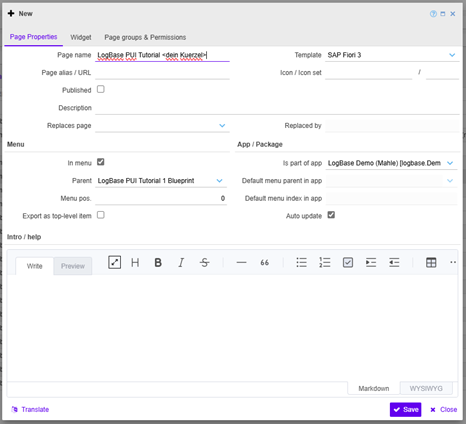 New
Page Properties Widget Page groups & Permissions
Page name LogBase PUI Tutorial <dein Kuerzel> Template SAP Fiori 3
Page alias / URL Icon / Icon set /
Published
Description
Replaces page Replaced by
Menu App / Package
In menu Is part of app LogBase Demo (Mahle) [logbase.Dem
Parent LogBase PUI Tutorial 1 Blueprint Default menu parent in app
Menu pos. 0 Default menu index in app
Export as top-level item Auto update
Intro / help
Write Preview H B I S 66
Markdown WYSIWYG
Translate Save Close